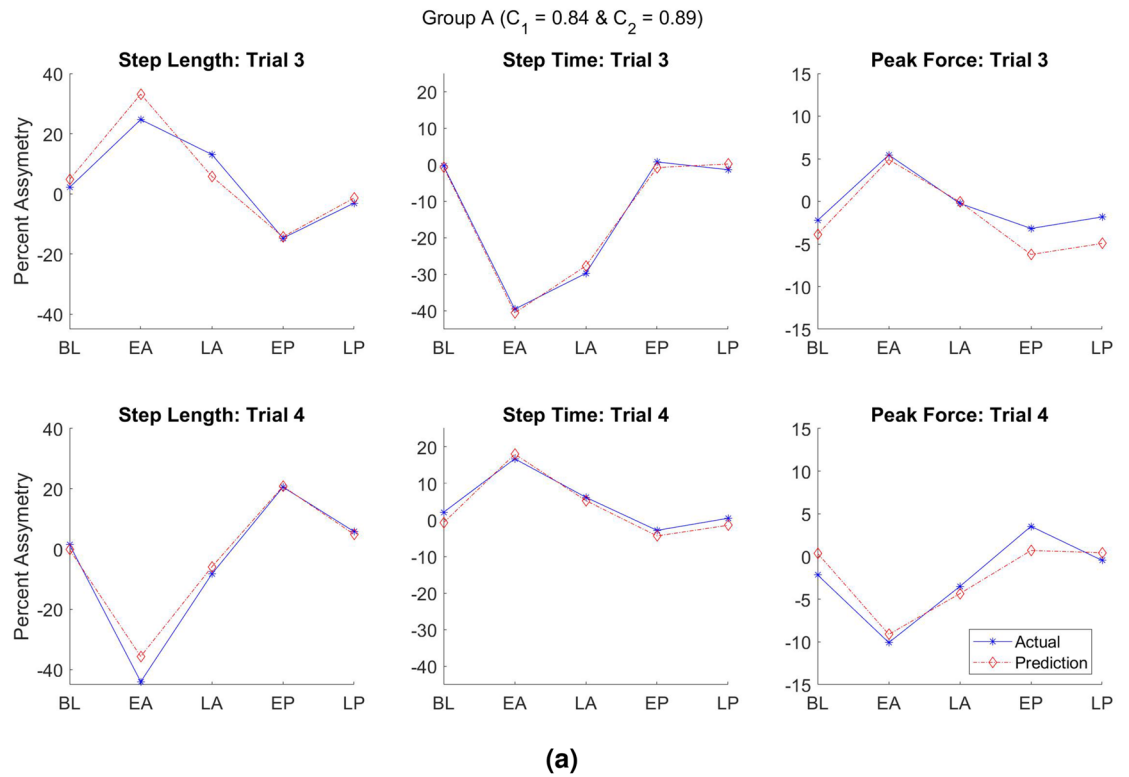 Group A (C1 = 0.84 & C2 = 0.89)
Step Length: Trial 3
Step Time: Trial 3
Peak Force: Trial 3
Percent Assymetry
40
20
0
-20
-40
BL EA LA EP LP
20
10
0
-10
-20
-30
-40
BL EA LA EP LP
15
10
5
0
-5
-10
-15
BL EA LA EP LP
Step Length: Trial 4
Step Time: Trial 4
Peak Force: Trial 4
Percent Assymetry
40
20
0
-20
-40
BL EA LA EP LP
20
10
0
-10
-20
-30
-40
BL EA LA EP LP
15
10
5
0
-5
-10
-15
BL EA LA EP LP
Actual
Prediction
(a)